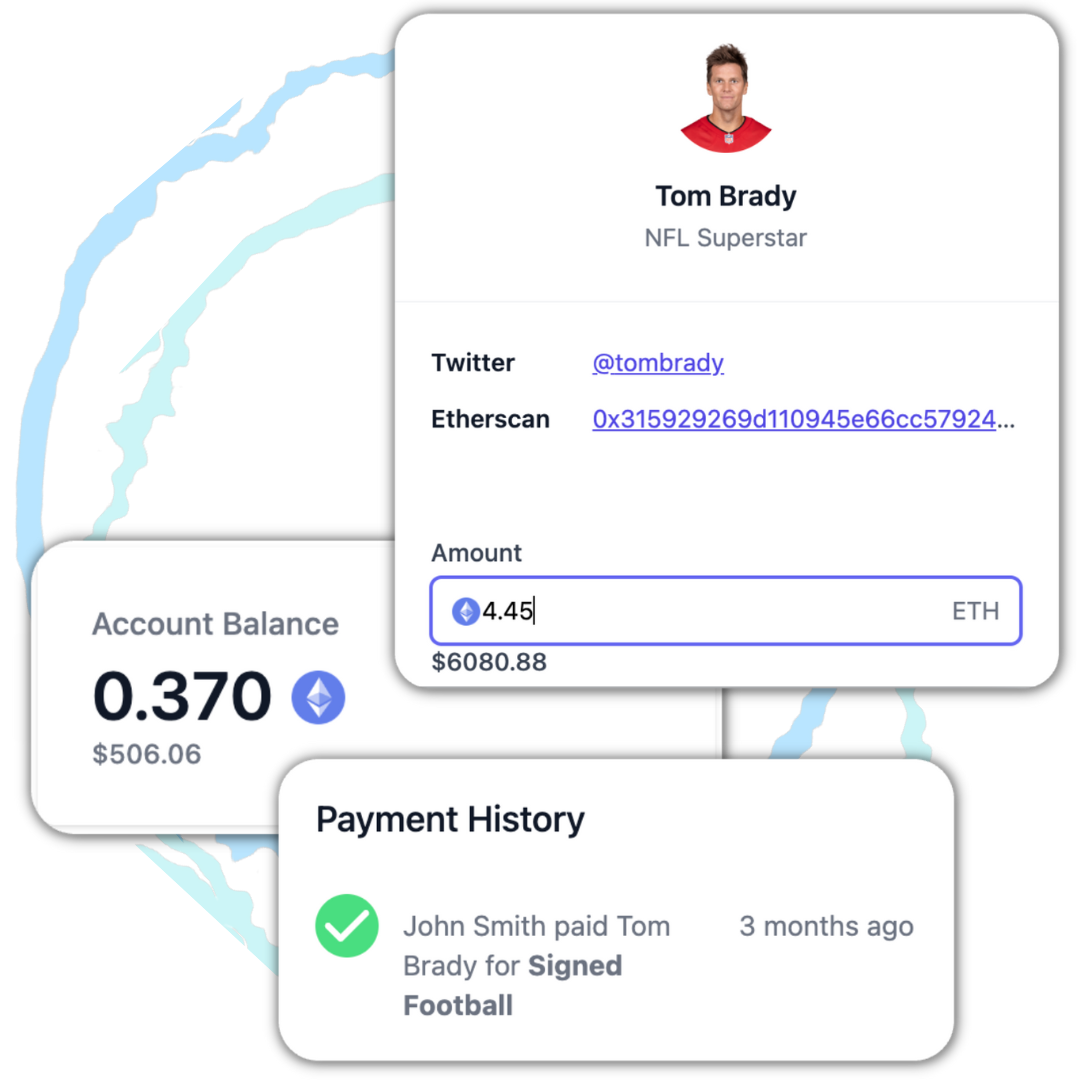 Tom Brady
NFL Superstar
Twitter @tombrady
Etherscan 0x315929269d110945e66cc57924...
Amount
4.45 ETH
$6080.88
Account Balance
0.370
$506.06
Payment History
John Smith paid Tom 3 months ago
Brady for Signed
Football